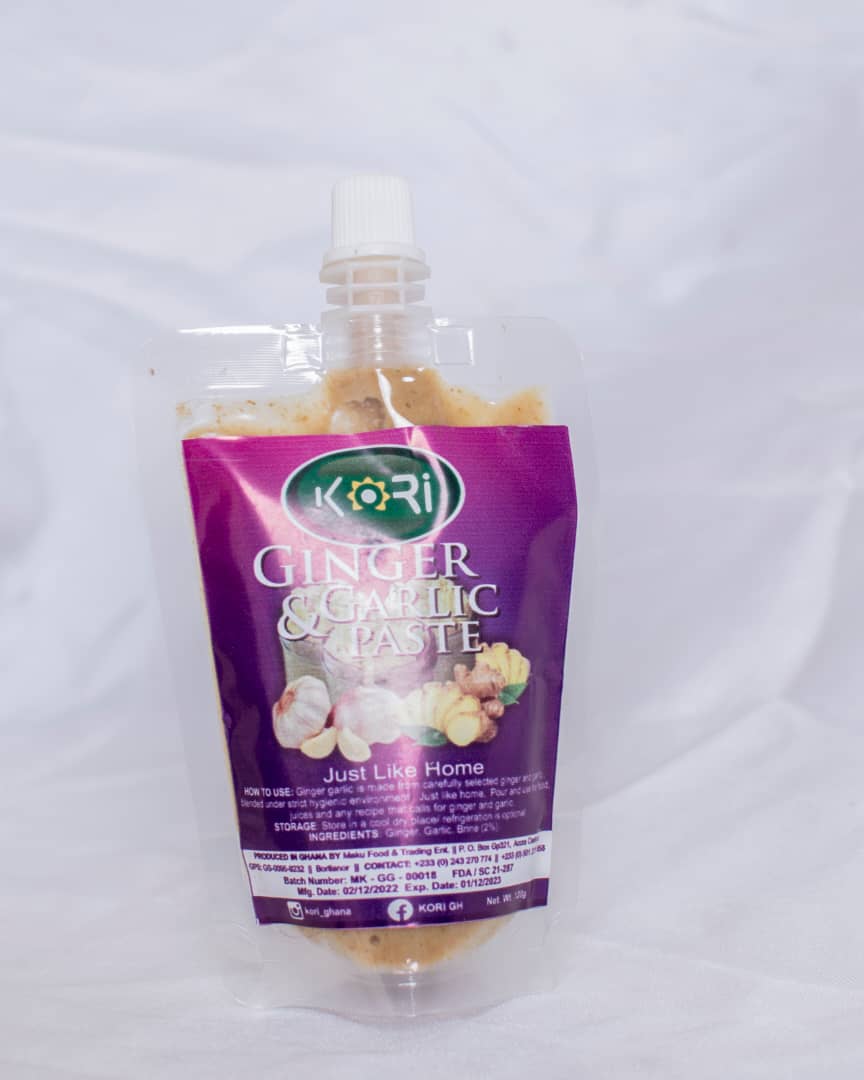 KORi
GINGER
& GARLIC
PASTE
Just Like Home
HOW TO USE: Ginger garlic is made from carefully selected ginger and
blended under strict hygienic environment. Just like home. Pour and use for food,
juices and any recipe that calls for ginger and garlic.
STORAGE: Store in a cool dry place/ refrigeration is optional
INGREDIENTS: Ginger, Garlic, Brine (2%)
PRODUCED IN GHANA BY Maku Food & Trading Ent. || P. O. Box Gp321, Accra
GPS: || Bortianor || CONTACT: +233 (0) 243 270 774 ||
Batch Number: MK - GG - 00018 FDA / SC 21-287
Mfg. Date: 02/12/2022 Exp. Date: 01/12/2023
kori_ghana KORI GH Net. Wt.